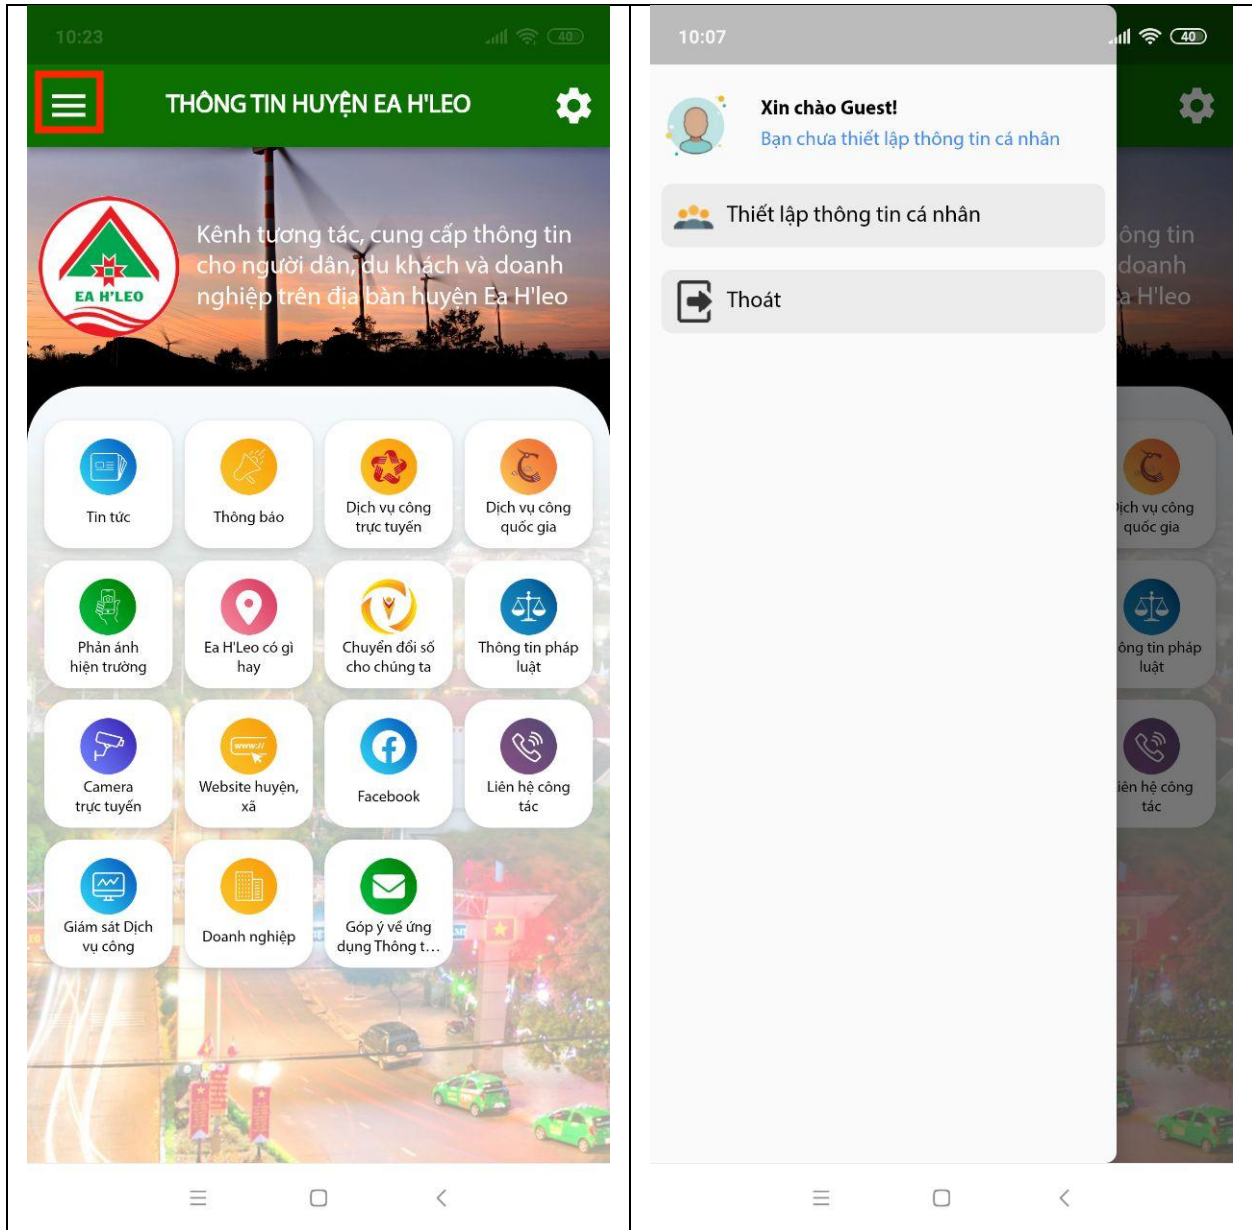 10:23
40
THÔNG TIN HUYỆN EA H'LEO
EA H'LEO
Kênh tương tác, cung cấp thông tin
cho người dân, du khách và doanh
nghiệp trên địa bàn huyện Ea H'leo
Tin tức
Thông báo
Dịch vụ công
trực tuyến
Dịch vụ công
quốc gia
Phản ánh
hiện trường
Ea H'Leo có gì
hay
Chuyển đổi số
cho chúng ta
Thông tin pháp
luật
Camera
trực tuyến
www://
Website huyện,
xã
Facebook
Liên hệ công
tác
Giám sát Dịch
vụ công
Doanh nghiệp
Góp ý về ứng
dụng Thông t...
10:07
40
Xin chào Guest!
Bạn chưa thiết lập thông tin cá nhân
Thiết lập thông tin cá nhân
Thoát
ông tin
doanh
a H'leo
ịch vụ công
quốc gia
ông tin pháp
luật
iên hệ công
tác